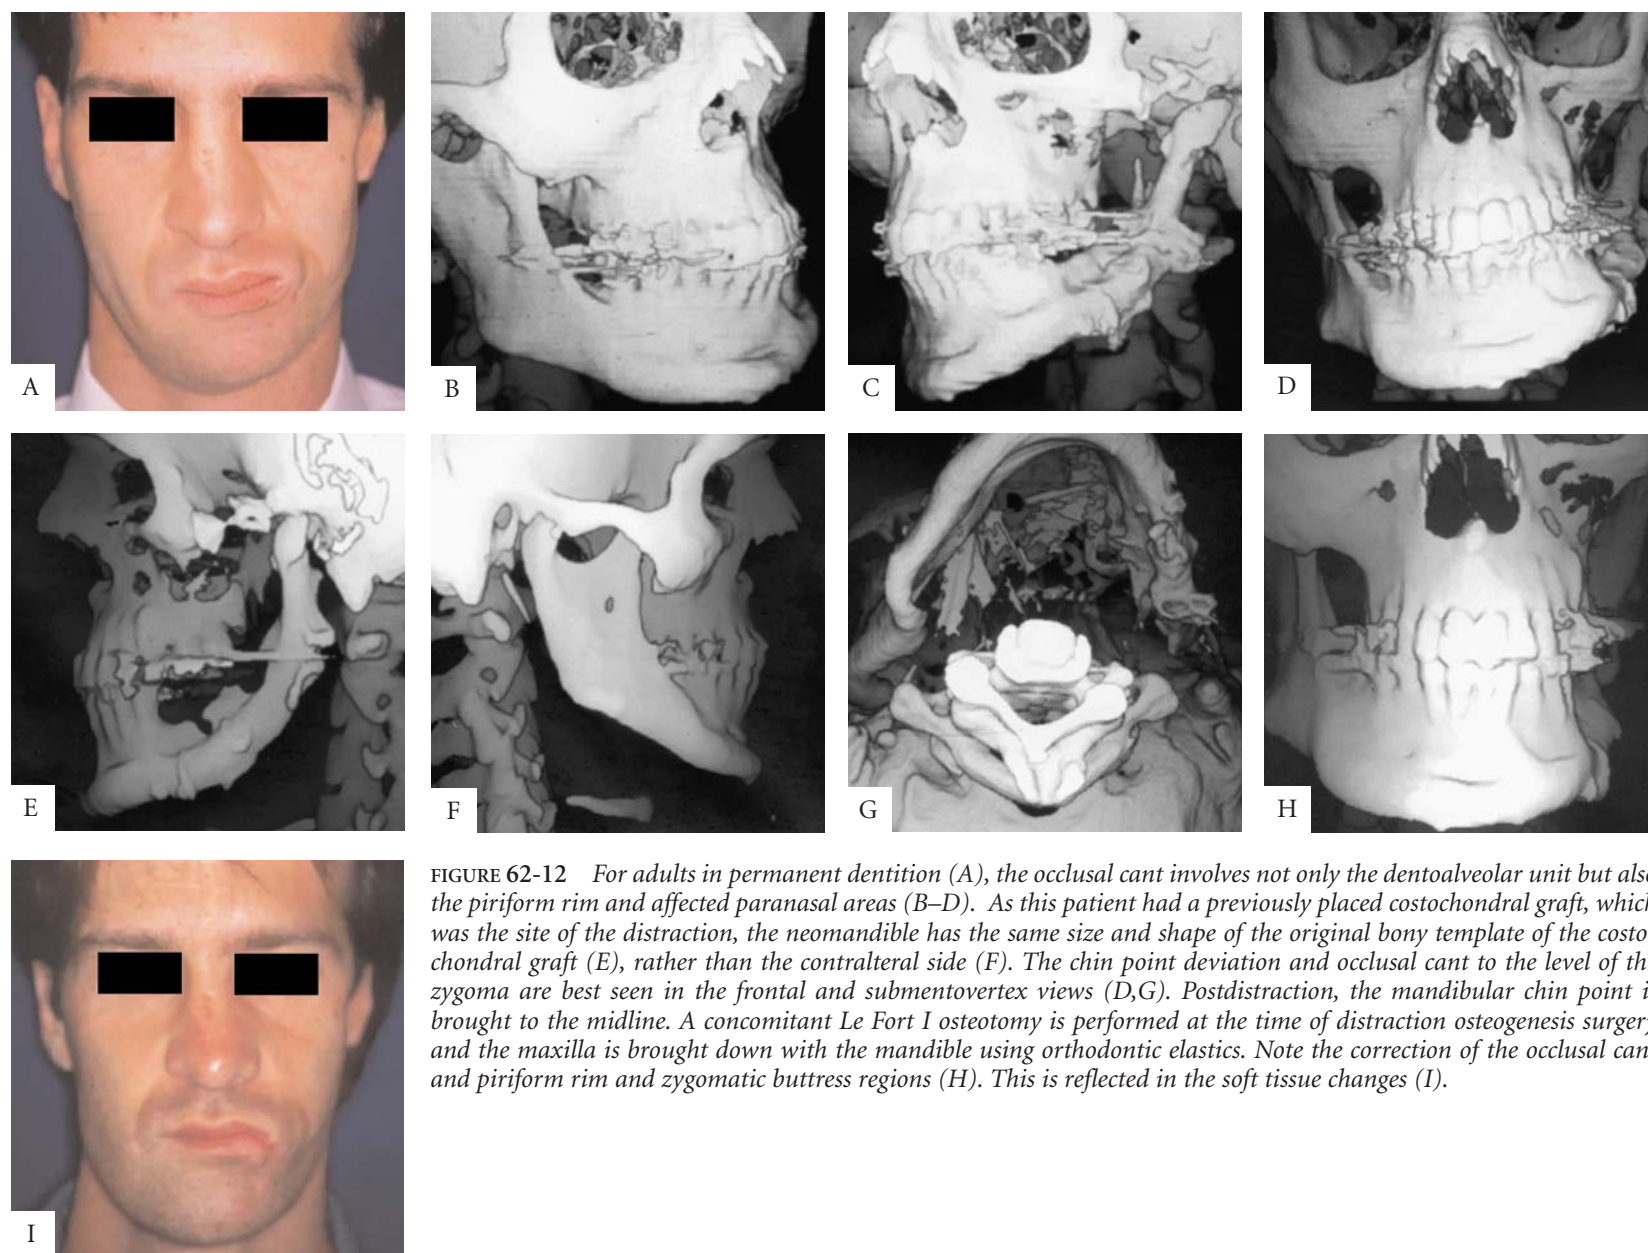 A
B
C
D
E
F
G
H
FIGURE 62-12 For adults in permanent dentition (A), the occlusal cant involves not only the dentoalveolar unit but also
the piriform rim and affected paranasal areas (B–D). As this patient had a previously placed costochondral graft, which
was the site of the distraction, the neomandible has the same size and shape of the original bony template of the costo
chondral graft (E), rather than the contralteral side (F). The chin point deviation and occlusal cant to the level of th
zygoma are best seen in the frontal and submentovertex views (D,G). Postdistraction, the mandibular chin point i
brought to the midline. A concomitant Le Fort I osteotomy is performed at the time of distraction osteogenesis surger
and the maxilla is brought down with the mandible using orthodontic elastics. Note the correction of the occlusal can
and piriform rim and zygomatic buttress regions (H). This is reflected in the soft tissue changes (I).
I